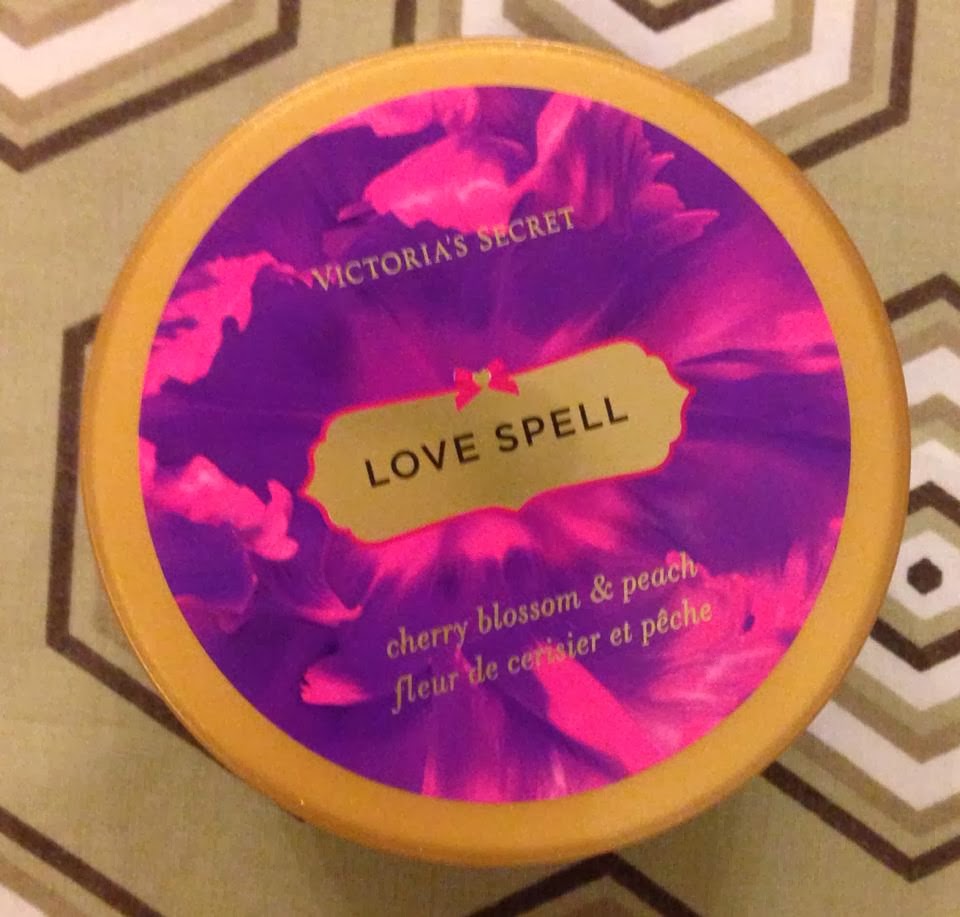 VICTORIA'S SECRET
LOVE SPELL
cherry blossom & peach
fleur de cerisier et pêche